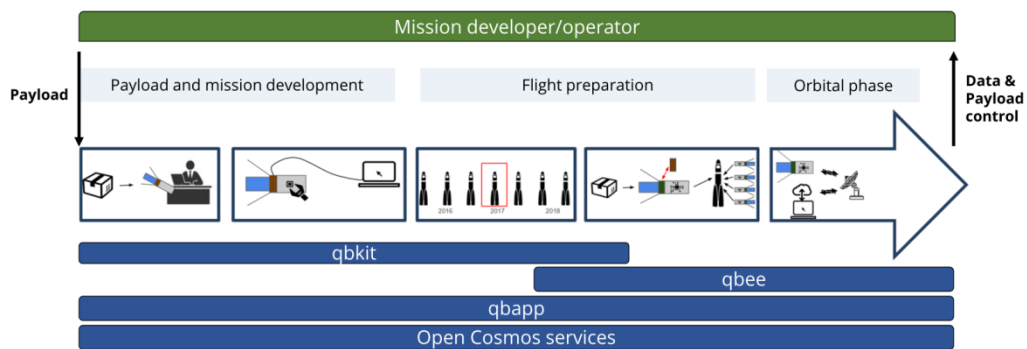 Mission developer/operator
Payload
Payload and mission development
Flight preparation
Orbital phase
Data &
Payload
control
2016
2017
2018
qbkit
qbee
qbapp
Open Cosmos services